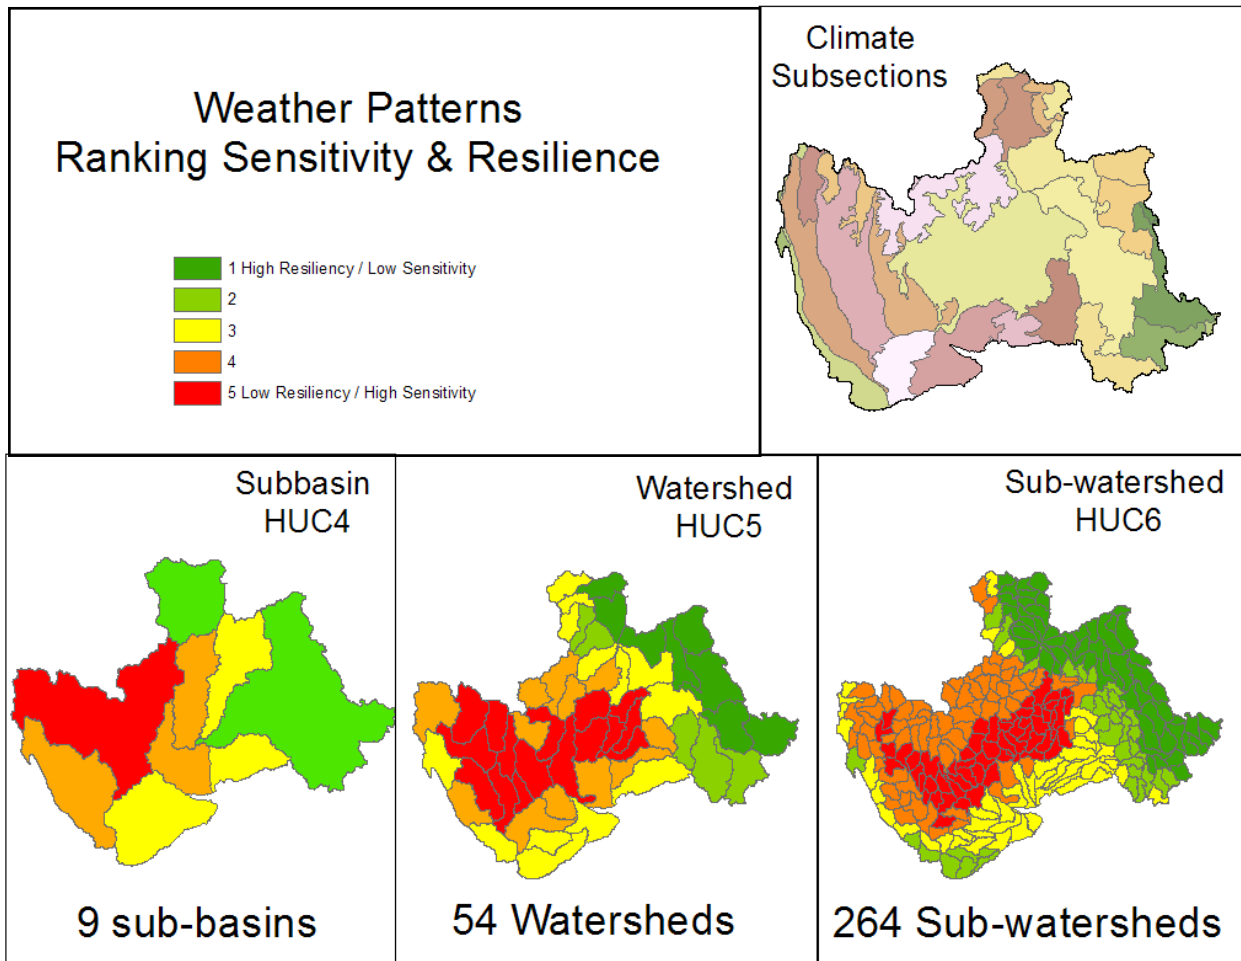 Weather Patterns
Ranking Sensitivity & Resilience
1 High Resiliency / Low Sensitivity
2
3
4
5 Low Resiliency / High Sensitivity
Climate
Subsections
Subbasin
HUC4
9 sub-basins
Watershed
HUC5
54 Watersheds
Sub-watershed
HUC6
264 Sub-watersheds